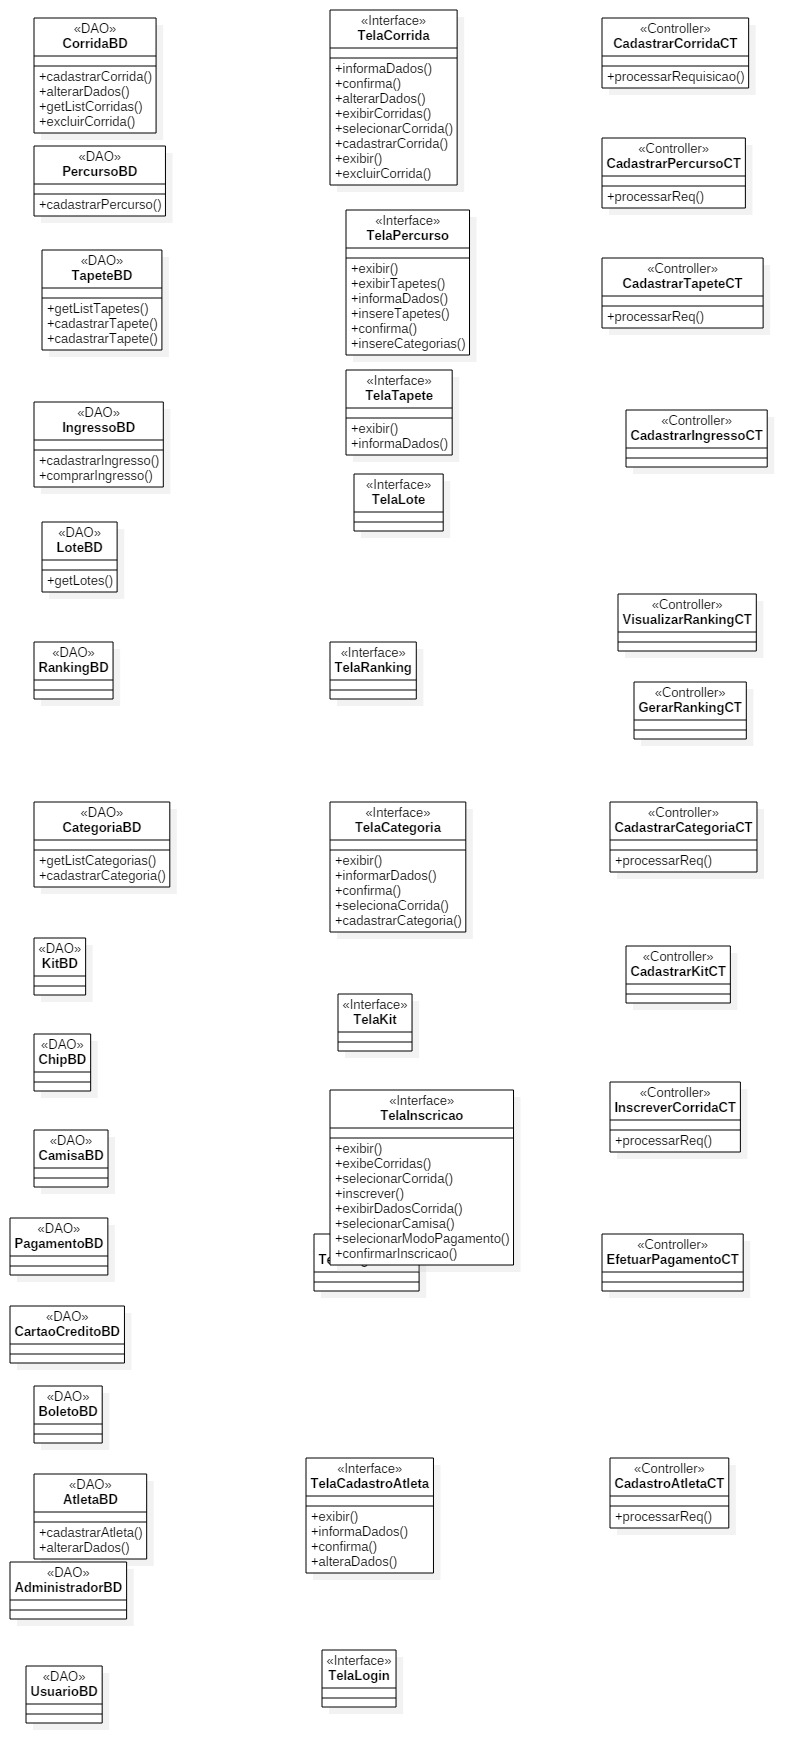 «DAO»
CorridaBD
+cadastrarCorrida()
+alterarDados()
+getListCorridas()
+excluirCorrida()
«DAO»
PercursoBD
+cadastrarPercurso()
«DAO»
TapeteBD
+getListTapetes()
+cadastrarTapete()
+cadastrarTapete()
«DAO»
IngressoBD
+cadastrarIngresso()
+comprarIngresso()
«DAO»
LoteBD
+getLotes()
«DAO»
RankingBD
«DAO»
CategoriaBD
+getListCategorias()
+cadastrarCategoria()
«DAO»
KitBD
«DAO»
ChipBD
«DAO»
CamisaBD
«DAO»
PagamentoBD
«DAO»
CartaoCreditoBD
«DAO»
BoletoBD
«DAO»
AtletaBD
+cadastrarAtleta()
+alterarDados()
«DAO»
AdministradorBD
«DAO»
UsuarioBD
«Interface»
TelaCorrida
+informaDados()
+confirma()
+alterarDados()
+exibirCorridas()
+selecionarCorrida()
+cadastrarCorrida()
+exibir()
+excluirCorrida()
«Interface»
TelaPercurso
+exibir()
+exibirTapetes()
+informaDados()
+insereTapetes()
+confirma()
+insereCategorias()
«Interface»
TelaTapete
+exibir()
+informaDados()
«Interface»
TelaLote
«Interface»
TelaRanking
«Interface»
TelaCategoria
+exibir()
+informarDados()
+confirma()
+selecionaCorrida()
+cadastrarCategoria()
«Interface»
TelaKit
«Interface»
TelaInscricao
+exibir()
+exibeCorridas()
+selecionarCorrida()
+inscrever()
+exibirDadosCorrida()
+selecionarCamisa()
+selecionarModoPagamento()
+confirmarInscricao()
«Interface»
TelaCadastroAtleta
+exibir()
+informaDados()
+confirma()
+alteraDados()
«Interface»
TelaLogin
«Controller»
CadastrarCorridaCT
+processarRequisicao()
«Controller»
CadastrarPercursoCT
+processarReq()
«Controller»
CadastrarTapeteCT
+processarReq()
«Controller»
CadastrarIngressoCT
«Controller»
VisualizarRankingCT
«Controller»
GerarRankingCT
«Controller»
CadastrarCategoriaCT
+processarReq()
«Controller»
CadastrarKitCT
«Controller»
InscreverCorridaCT
+processarReq()
«Controller»
EfetuarPagamentoCT
«Controller»
CadastroAtletaCT
+processarReq()